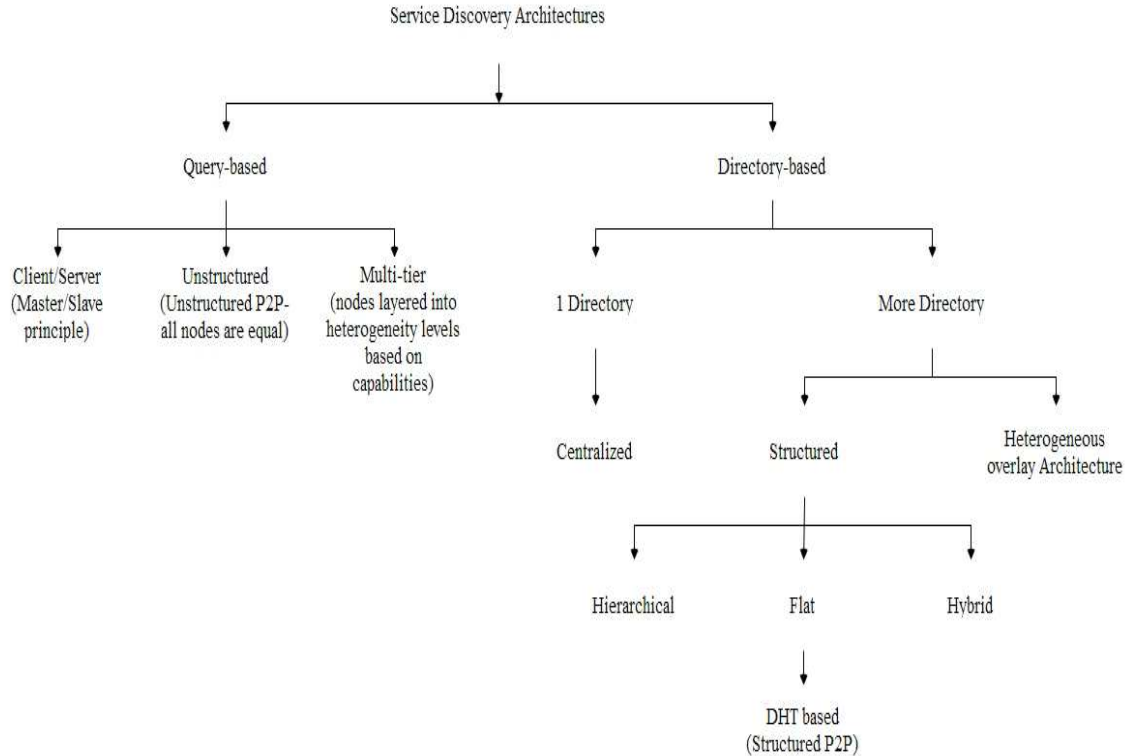 Service Discovery Architectures
Query-based
Directory-based
Client/Server
(Master/Slave
principle)
Unstructured
(Unstructured P2P-
all nodes are equal)
Multi-tier
(nodes layered into
heterogeneity levels
based on
capabilities)
1 Directory
More Directory
Centralized
Structured
Heterogeneous
overlay Architecture
Hierarchical
Flat
Hybrid
DHT based
(Structured P2P)